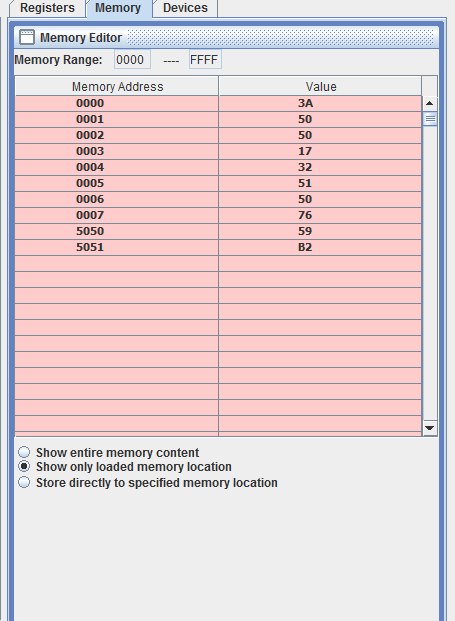 Registers Memory Devices
Memory Editor
Memory Range: 0000 ---- FFFF
Memory Address Value
0000 3A
0001 50
0002 50
0003 17
0004 32
0005 51
0006 50
0007 76
5050 59
5051 B2
Show entire memory content
Show only loaded memory location
Store directly to specified memory location